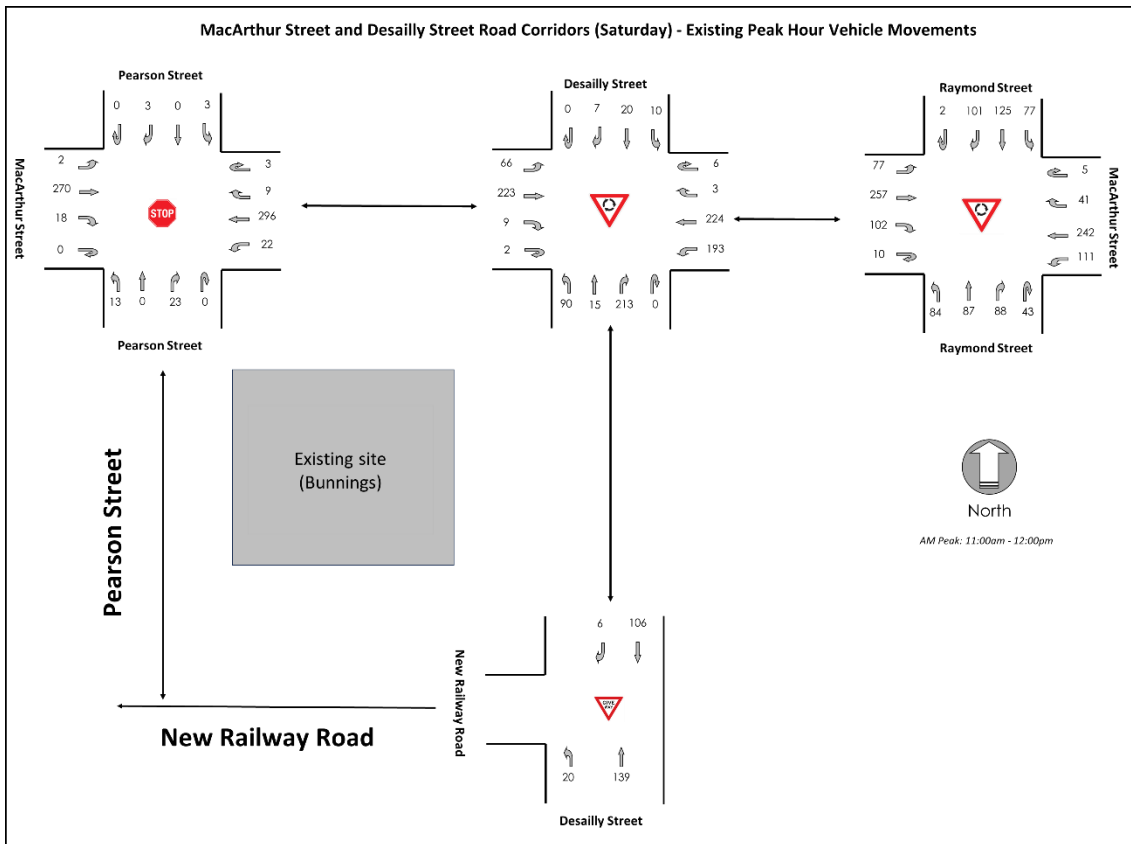 MacArthur Street and Desailly Street Road Corridors (Saturday) - Existing Peak Hour Vehicle Movements
Pearson Street
0 3 0 3
MacArthur Street
2
270
18
0
STOP
3
9
296
22
13 0 23 0
Pearson Street
Desailly Street
0 7 20 10
66
223
9
2
6
3
224
193
90 15 213 0
Raymond Street
2 101 125 77
77
257
102
10
5
41
242
111
MacArthur Street
84 87 88 43
Raymond Street
Existing site
(Bunnings)
North
AM Peak: 11:00am - 12:00pm
Pearson Street
New Railway Road
6 106
New Railway Road
GIVE
WAY
20 139
Desailly Street